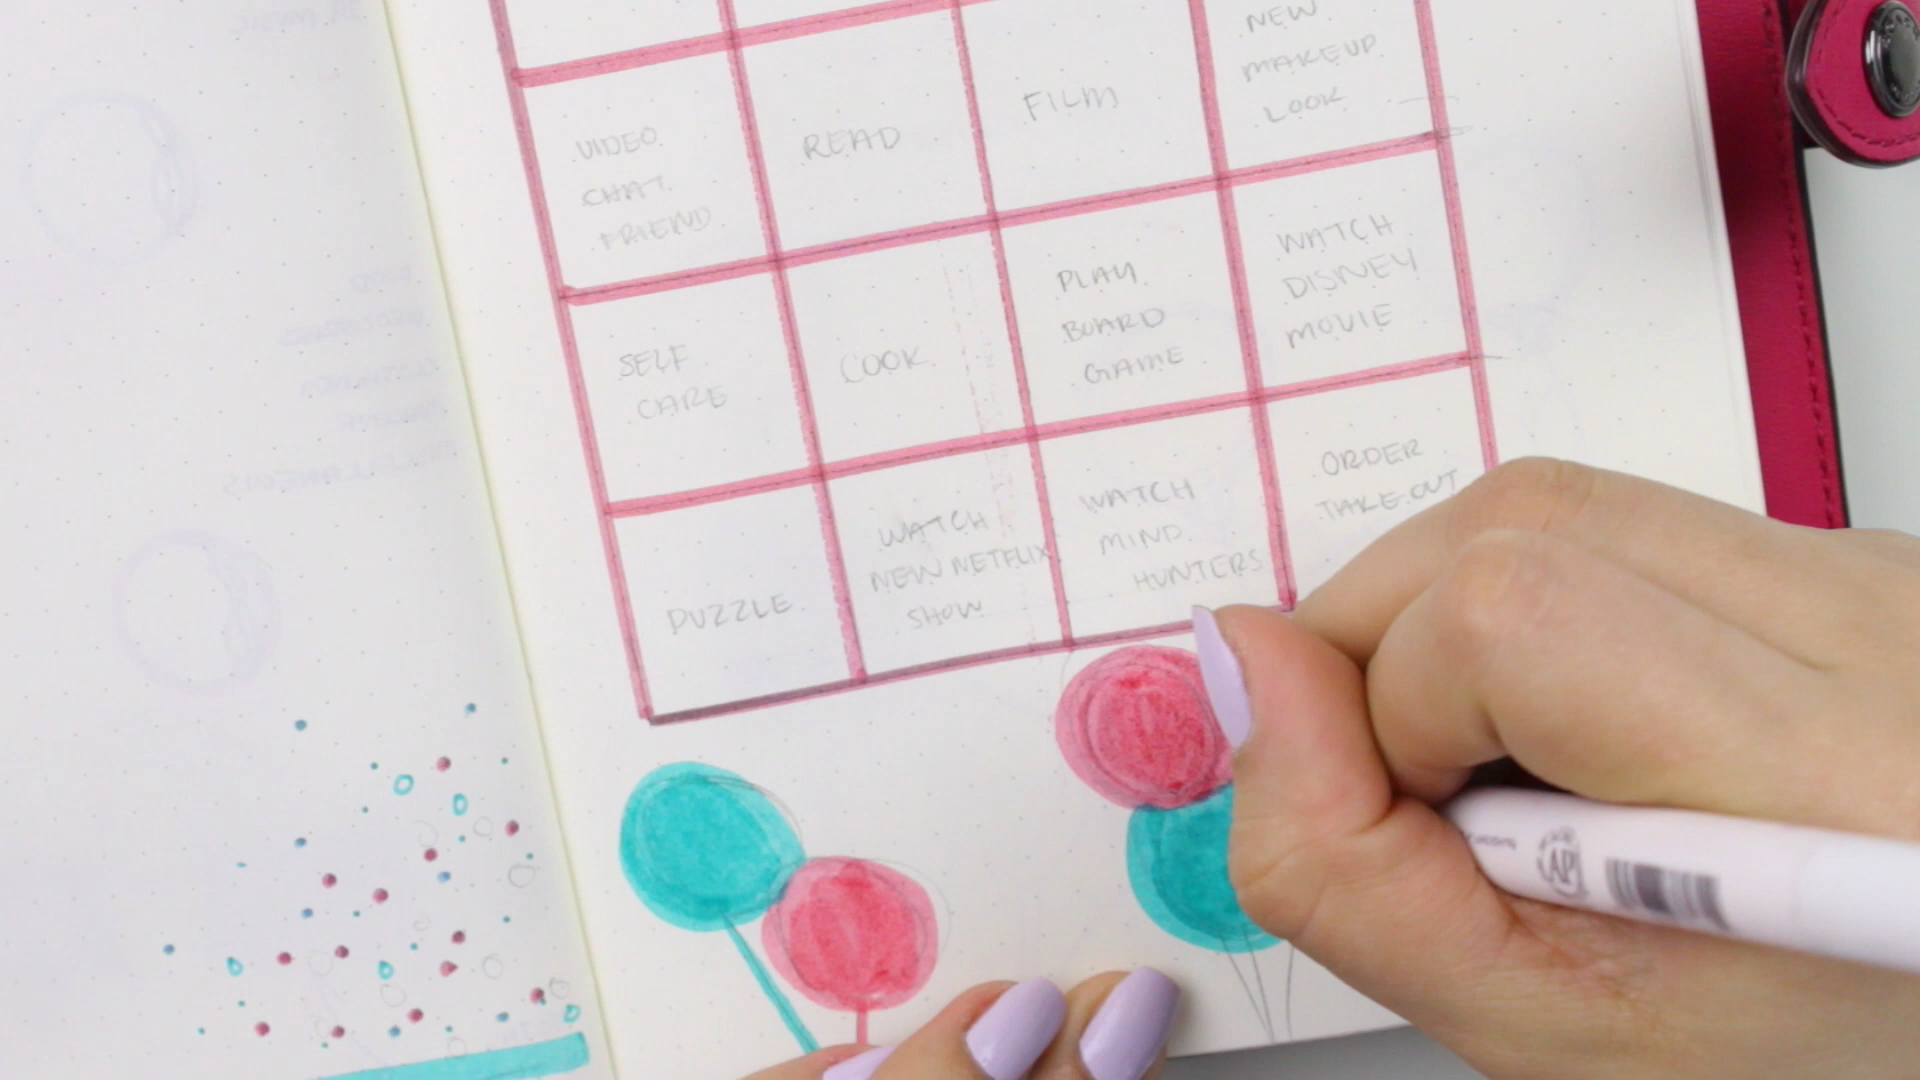 NEW
MAKEUP
LOOK
VIDEO
CHAT
FRIEND
READ
FILM
SELF
CARE
COOK
PLAY
BOARD
GAME
WATCH
DISNEY
MOVIE
PUZZLE
WATCH
NEW NETFLIX
SHOW
WATCH
MIND
HUNTERS
ORDER
TAKE OUT
AP